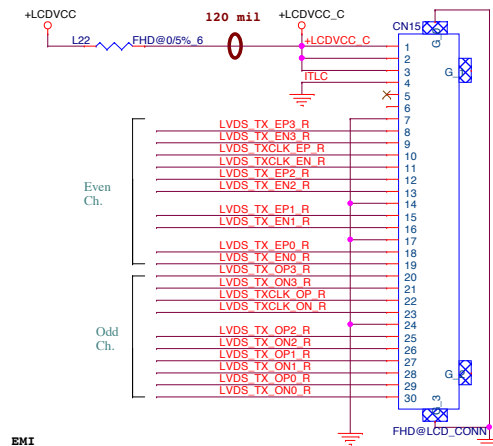 120 mil
+LCDVCC
+LCDVCC_C
CN15
L22
FHD@0/5%_6
+LCDVCC_C
1
2
3
ITLC
4
5
6
7
LVDS_TX_EP3_R
8
LVDS_TX_EN3_R
9
LVDS_TXCLK_EP_R
10
LVDS_TXCLK_EN_R
11
LVDS_TX_EP2_R
12
LVDS_TX_EN2_R
13
14
LVDS_TX_EP1_R
15
LVDS_TX_EN1_R
16
17
LVDS_TX_EP0_R
18
LVDS_TX_EN0_R
19
LVDS_TX_OP3_R
20
LVDS_TX_ON3_R
21
LVDS_TXCLK_OP_R
22
LVDS_TXCLK_ON_R
23
24
LVDS_TX_OP2_R
25
LVDS_TX_ON2_R
26
LVDS_TX_OP1_R
27
LVDS_TX_ON1_R
28
LVDS_TX_OP0_R
29
LVDS_TX_ON0_R
30
Even
Ch.
Odd
Ch.
FHD@LCD_CONN
EMI